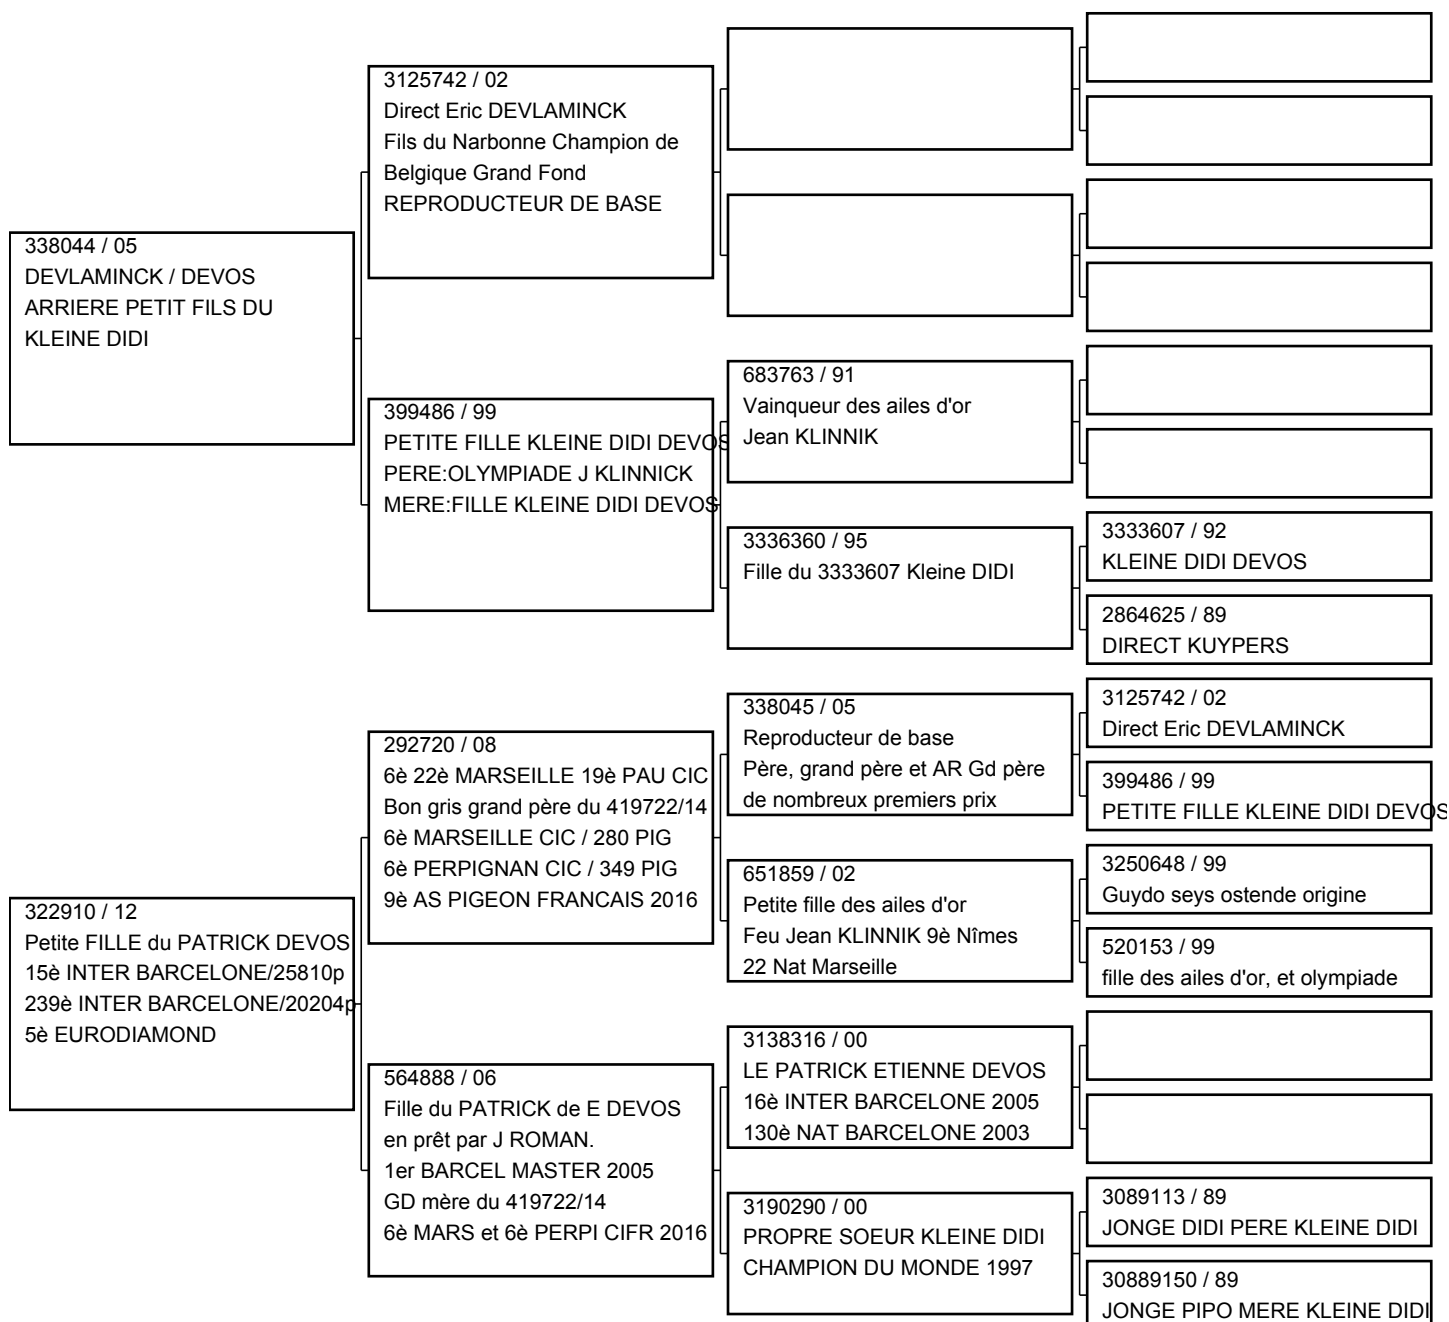 338044 / 05
DEVLAMINCK / DEVOS
ARRIERE PETIT FILS DU
KLEINE DIDI
322910 / 12
Petite FILLE du PATRICK DEVOS
15è INTER BARCELONE/25810p
239è INTER BARCELONE/20204p
5è EURODIAMOND
3125742 / 02
Direct Eric DEVLAMINCK
Fils du Narbonne Champion de
Belgique Grand Fond
REPRODUCTEUR DE BASE
399486 / 99
PETITE FILLE KLEINE DIDI DEVOS
PERE:OLYMPIADE J KLINNICK
MERE:FILLE KLEINE DIDI DEVOS
292720 / 08
6è 22è MARSEILLE 19è PAU CIC
Bon gris grand père du 419722/14
6è MARSEILLE CIC / 280 PIG
6è PERPIGNAN CIC / 349 PIG
9è AS PIGEON FRANCAIS 2016
564888 / 06
Fille du PATRICK de E DEVOS
en prêt par J ROMAN.
1er BARCEL MASTER 2005
GD mère du 419722/14
6è MARS et 6è PERPI CIFR 2016
683763 / 91
Vainqueur des ailes d'or
Jean KLINNIK
3336360 / 95
Fille du 3333607 Kleine DIDI
338045 / 05
Reproducteur de base
Père, grand père et AR Gd père
de nombreux premiers prix
651859 / 02
Petite fille des ailes d'or
Feu Jean KLINNIK 9è Nîmes
22 Nat Marseille
3138316 / 00
LE PATRICK ETIENNE DEVOS
16è INTER BARCELONE 2005
130è NAT BARCELONE 2003
3190290 / 00
PROPRE SOEUR KLEINE DIDI
CHAMPION DU MONDE 1997
3333607 / 92
KLEINE DIDI DEVOS
2864625 / 89
DIRECT KUYPERS
3125742 / 02
Direct Eric DEVLAMINCK
399486 / 99
PETITE FILLE KLEINE DIDI DEVOS
3250648 / 99
Guydo seys ostende origine
520153 / 99
fille des ailes d'or, et olympiade
3089113 / 89
JONGE DIDI PERE KLEINE DIDI
30889150 / 89
JONGE PIPO MERE KLEINE DIDI